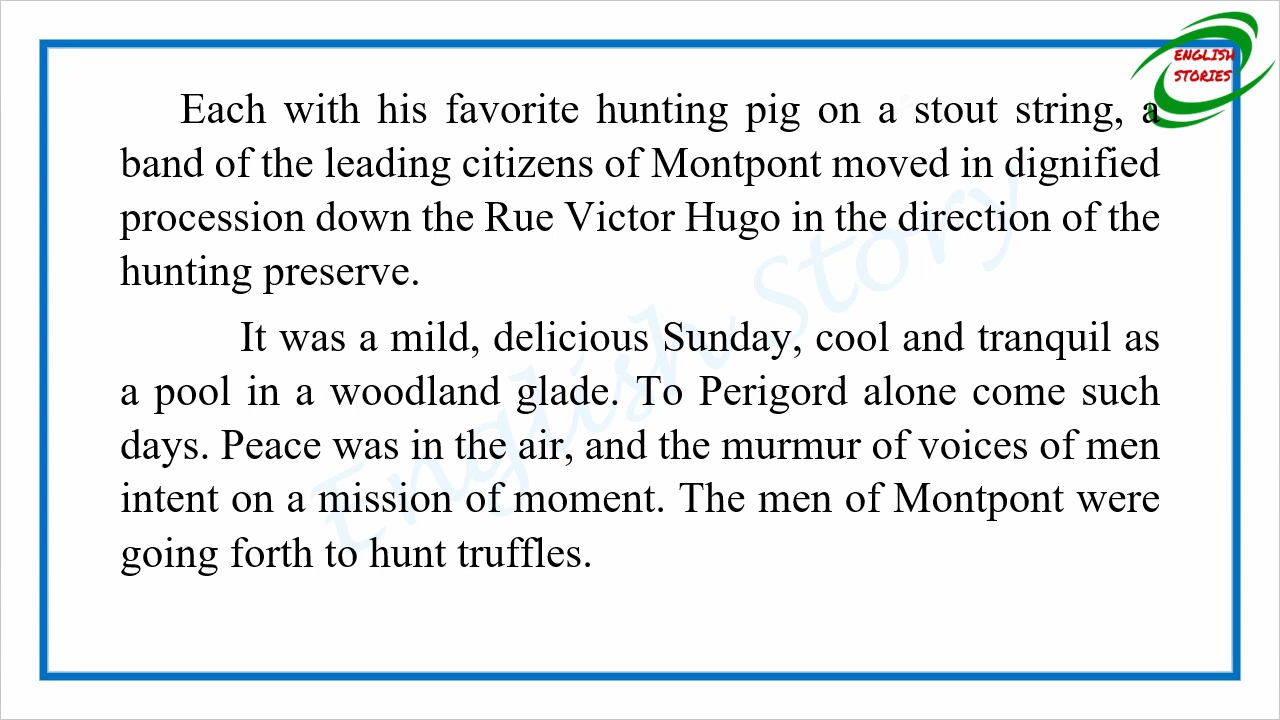 ENGLISH
STORIES
Each with his favorite hunting pig on a stout string, a
band of the leading citizens of Montpont moved in dignified
procession down the Rue Victor Hugo in the direction of the
hunting preserve.
It was a mild, delicious Sunday, cool and tranquil as
a pool in a woodland glade. To Perigord alone come such
days. Peace was in the air, and the murmur of voices of men
intent on a mission of moment. The men of Montpont were
going forth to hunt truffles.
English Story